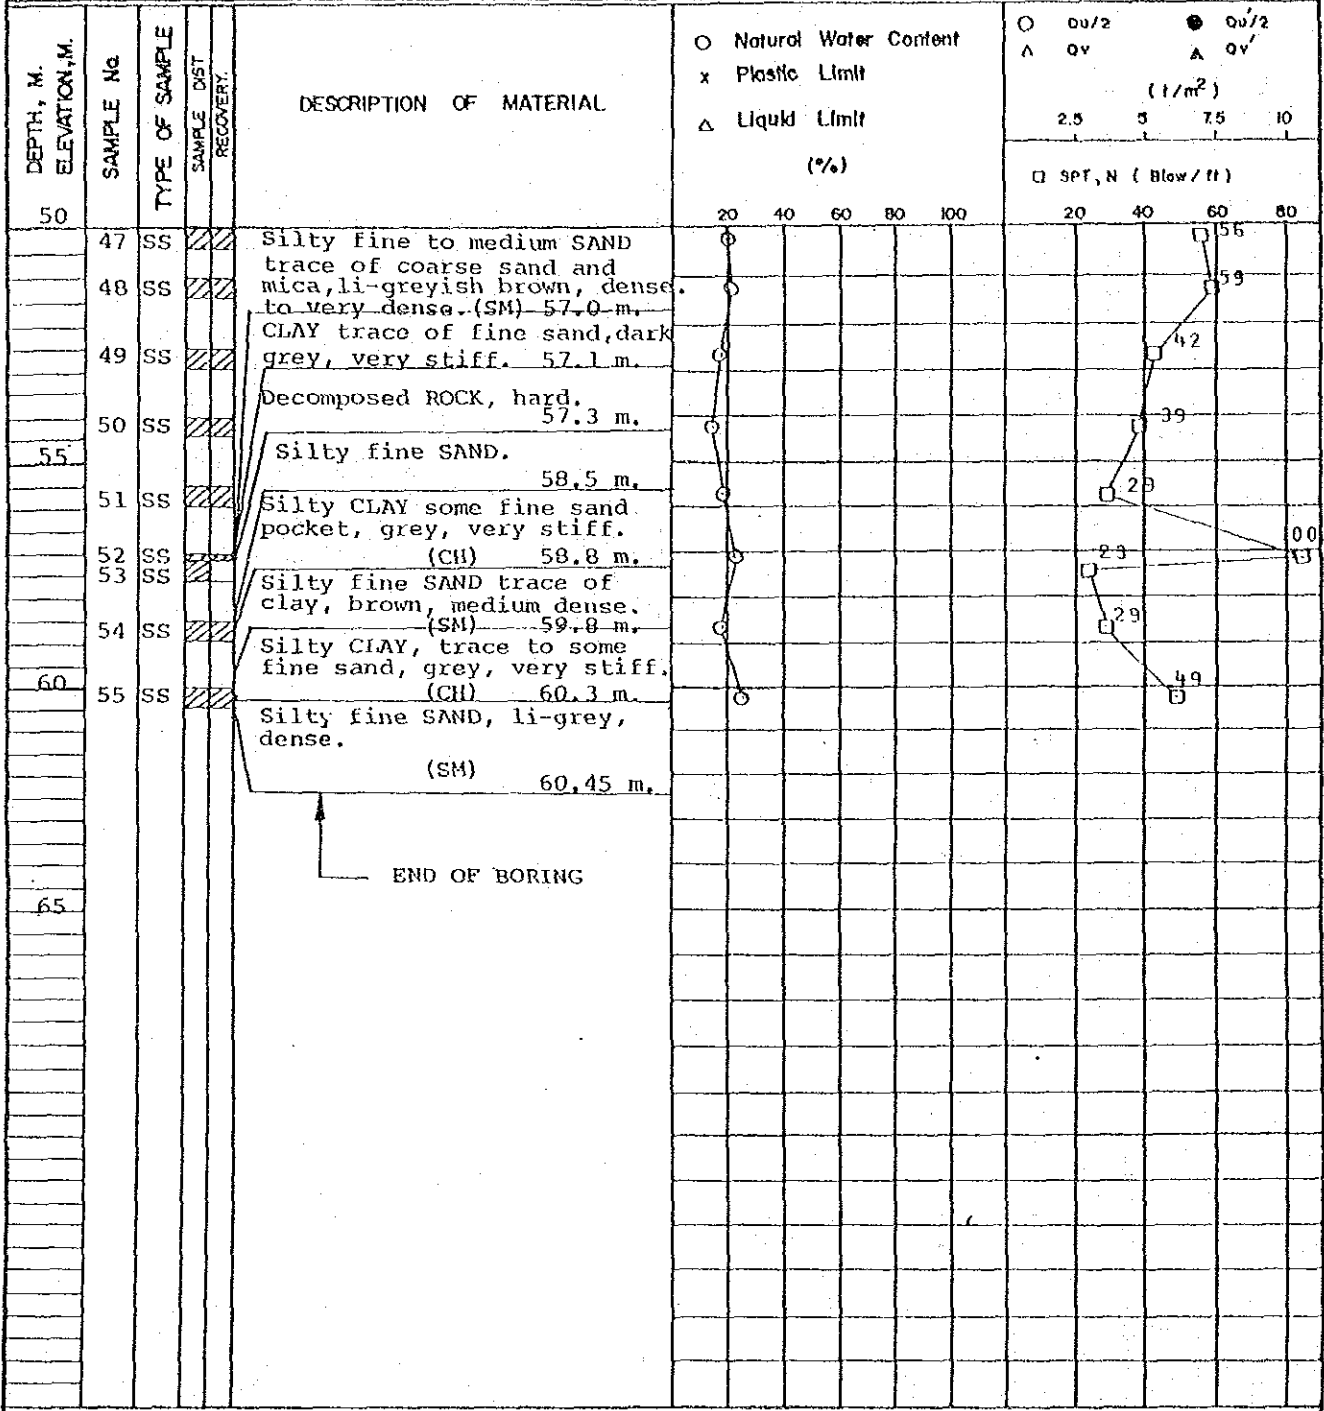 DEPTH, M.
ELEVATION, M.
SAMPLE No
TYPE OF SAMPLE
SAMPLE DIST
RECOVERY.
DESCRIPTION OF MATERIAL
O Natural Water Content
x Plastic Limit
△ Liquid Limit
(%)
20 40 60 80 100
O Qu/2 ● Qu'/2
△ Qv ▲ Qv'
(t/m²)
2.5 5 7.5 10
□ SPT, N ( Blow / ft )
20 40 60 80
50
47 SS Silty fine to medium SAND 56
trace of coarse sand and
48 SS mica, li-greyish brown, dense 59
to very dense. (SM) 57.0 m.
CLAY trace of fine sand, dark 42
49 SS grey, very stiff. 57.1 m.
Decomposed ROCK, hard.
50 SS 57.3 m. 39
55 Silty fine SAND.
58.5 m.
51 SS 29
Silty CLAY some fine sand
pocket, grey, very stiff.
52 SS (CH) 58.8 m. 00
53 SS 23
Silty fine SAND trace of
clay, brown, medium dense.
54 SS (SM) 59.8 m. 29
Silty CLAY, trace to some
fine sand, grey, very stiff.
60
55 SS (CH) 60.3 m. 49
Silty fine SAND, li-grey,
dense.
(SM)
60.45 m.
END OF BORING
65